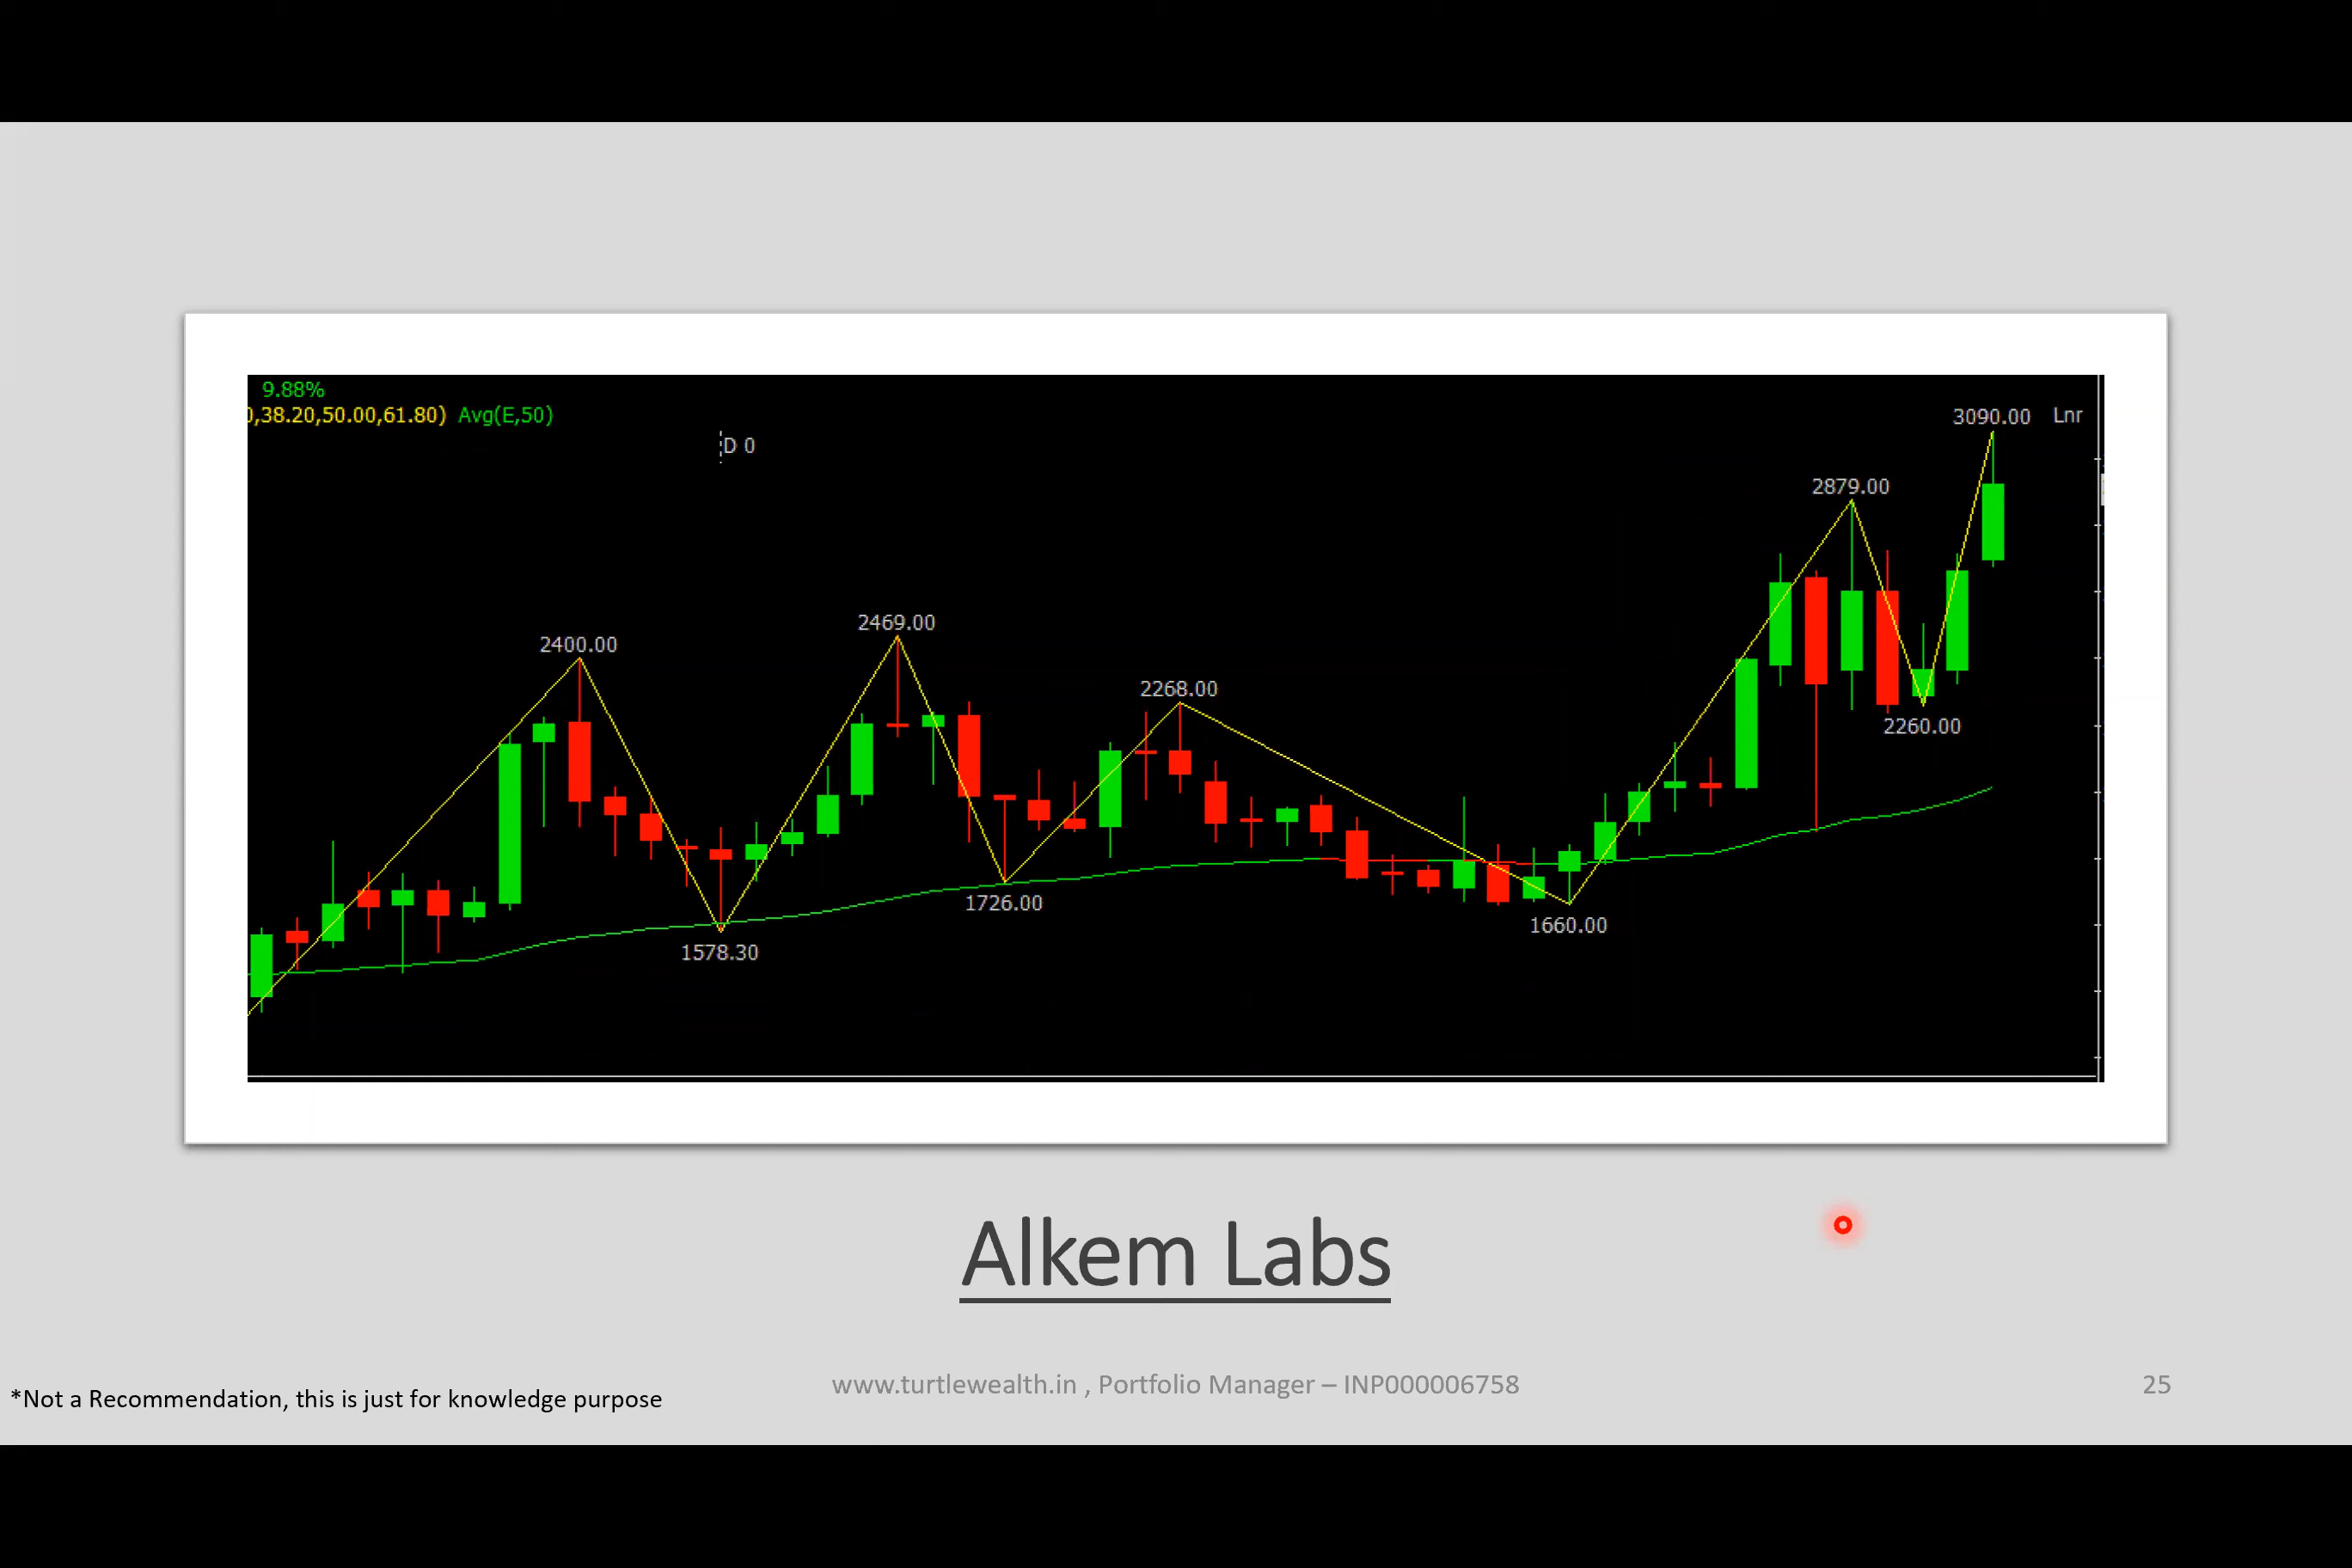 9.88%
0,38.20,50.00,61.80) Avg(E,50)
D 0
3090.00 Lnr
2879.00
2469.00
2400.00
2268.00
2260.00
1726.00
1660.00
1578.30
Alkem Labs
www.turtlewealth.in , Portfolio Manager – INP000006758
25
*Not a Recommendation, this is just for knowledge purpose